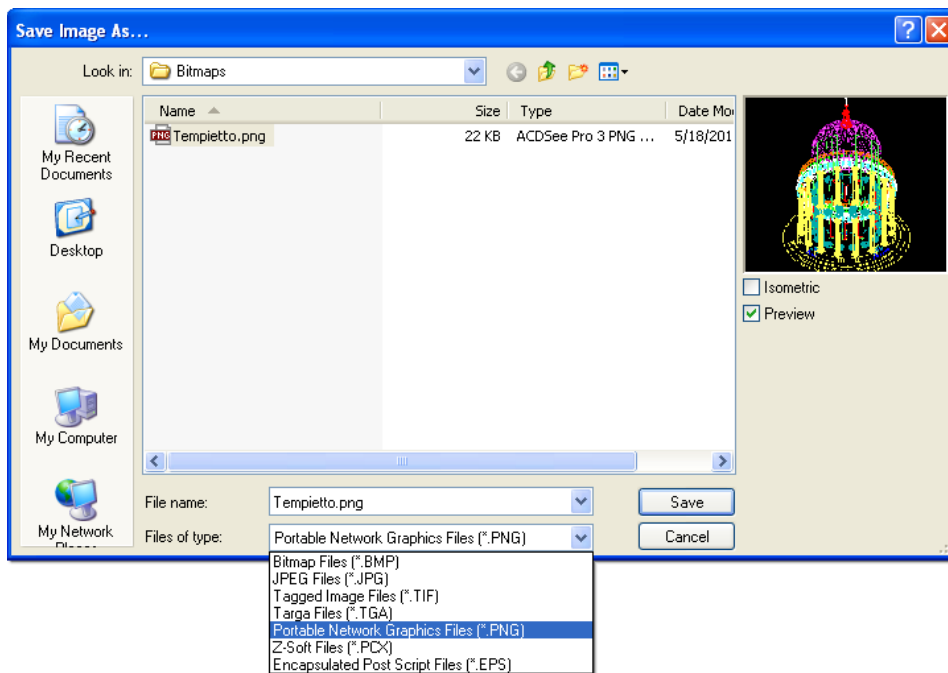 Save Image As...
Look in: Bitmaps
Name Size Type Date Mo
PNG Tempietto.png 22 KB ACDSee Pro 3 PNG ... 5/18/201
My Recent
Documents
Desktop
My Documents
My Computer
My Network
Isometric
Preview
File name: Tempietto.png Save
Files of type: Portable Network Graphics Files (*.PNG) Cancel
Bitmap Files (*.BMP)
JPEG Files (*.JPG)
Tagged Image Files (*.TIF)
Targa Files (*.TGA)
Portable Network Graphics Files (*.PNG)
Z-Soft Files (*.PCX)
Encapsulated Post Script Files (*.EPS)